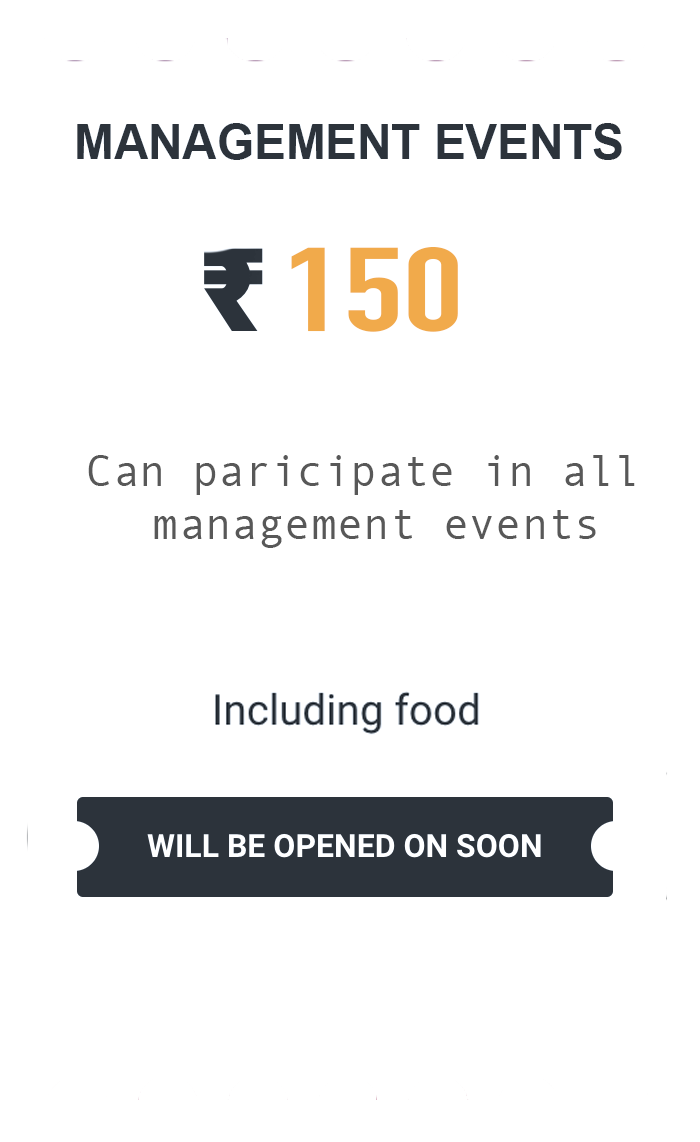 MANAGEMENT EVENTS
₹ 150
Can paricipate in all
management events
Including food
WILL BE OPENED ON SOON